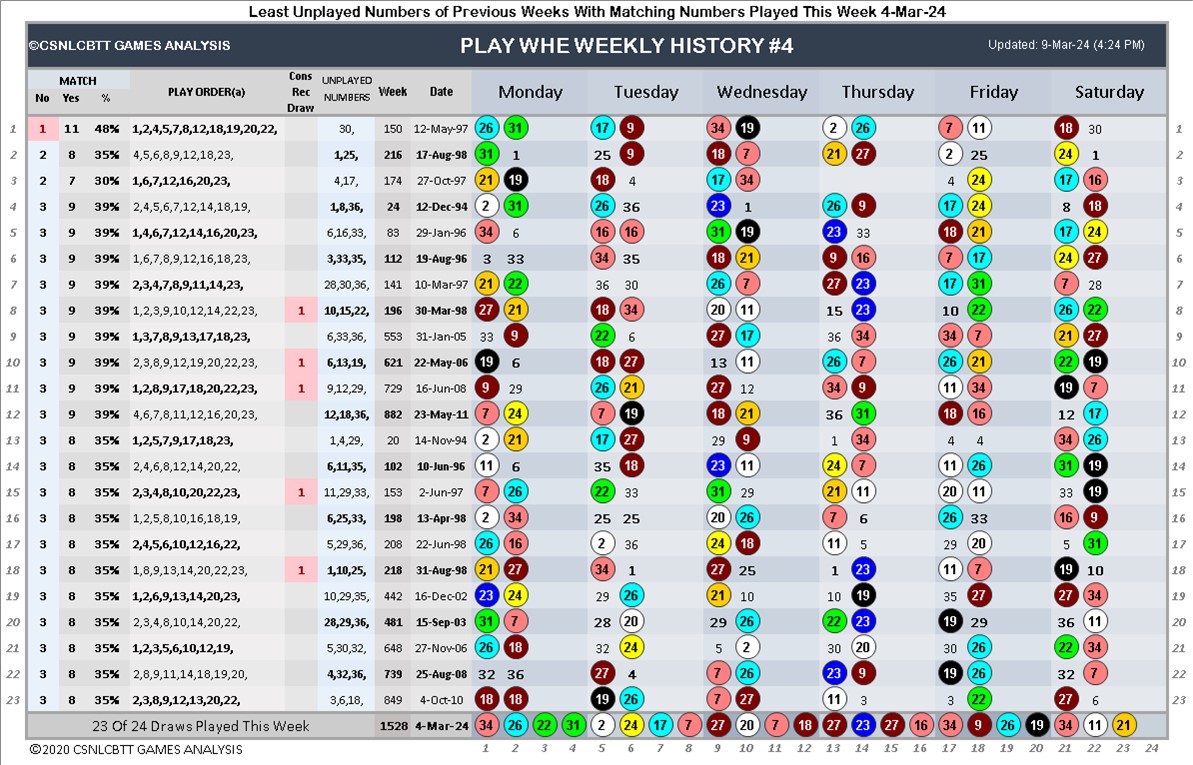 Least Unplayed Numbers of Previous Weeks With Matching Numbers Played This Week 4-Mar-24
©CSNLCBTT GAMES ANALYSIS PLAY WHE WEEKLY HISTORY #4 Updated: 9-Mar-24 (4:24 PM)
MATCH Cons Rec Draw UNPLAYED NUMBERS
No Yes % PLAY ORDER(a) Week Date Monday Tuesday Wednesday Thursday Friday Saturday
1 1 11 48% 1,2,4,5,7,8,12,18,19,20,22, 30, 150 12-May-97 26 31 17 9 34 19 2 26 7 11 18 30 1
2 2 8 35% 4,5,3,8,9,12,18,23, 1,25, 216 17-Aug-98 31 1 25 9 18 7 21 27 2 25 24 1 2
3 2 7 30% 1,6,7,12,16,20,23, 4,17, 174 27-Oct-97 21 19 18 4 17 34 4 24 17 16 3
4 3 9 39% 2,4,5,6,7,12,14,18,19, 1,8,36, 24 12-Dec-94 2 31 26 36 23 1 26 9 17 24 8 18 4
5 3 9 39% 1,4,6,7,12,14,16,20,23, 6,16,33, 83 29-Jan-96 34 6 16 16 31 19 23 33 18 21 17 24 5
6 3 9 39% 1,6,7,8,9,12,16,18,23, 3,33,35, 112 19-Aug-96 3 33 34 35 18 21 9 16 7 17 24 27 6
7 3 9 39% 2,3,4,7,8,9,11,14,23, 28,30,36, 141 10-Mar-97 21 22 36 30 26 7 27 23 17 31 7 28 7
8 3 9 39% 1,2,3,9,10,12,14,22,23, 1 10,15,22, 196 30-Mar-98 27 21 18 34 20 11 15 23 10 22 26 22 8
9 3 9 39% 1,3,7,8,9,13,17,18,23, 6,33,36, 553 31-Jan-05 33 9 22 6 27 17 36 34 34 7 21 27 9
10 3 9 39% 2,3,8,9,12,19,20,22,23, 1 6,13,19, 621 22-May-06 19 6 18 27 13 11 26 7 26 21 22 19 10
11 3 9 39% 1,2,8,9,17,18,20,22,23, 1 9,12,29, 729 16-Jun-08 9 29 26 21 27 12 34 9 11 34 19 7 11
12 3 9 39% 4,6,7,8,11,12,16,20,23, 12,18,36, 882 23-May-11 7 24 7 19 18 21 36 31 18 16 12 17 12
13 3 8 35% 1,2,5,7,9,17,18,23, 1,4,29, 20 14-Nov-94 2 21 17 27 29 9 1 34 4 4 34 26 13
14 3 8 35% 2,4,6,8,12,14,20,22, 6,11,35, 102 10-Jun-96 11 6 35 18 23 11 24 7 11 26 31 19 14
15 3 8 35% 2,3,4,8,10,20,22,23, 1 11,29,33, 153 2-Jun-97 7 26 22 33 31 29 21 11 20 11 33 19 15
16 3 8 35% 1,2,5,8,10,16,18,19, 6,25,33, 198 13-Apr-98 2 34 25 25 20 26 7 6 26 33 16 9 16
17 3 8 35% 2,4,5,6,10,12,16,22, 5,29,36, 208 22-Jun-98 26 16 2 36 24 18 11 5 29 20 5 31 17
18 3 8 35% 1,8,9,13,14,20,22,23, 1 1,10,25, 218 31-Aug-98 21 27 34 1 27 25 1 23 11 7 19 10 18
19 3 8 35% 1,2,6,9,13,14,20,23, 10,29,35, 442 16-Dec-02 23 24 29 26 21 10 10 19 35 27 27 34 19
20 3 8 35% 2,3,4,8,10,14,20,22, 28,29,36, 481 15-Sep-03 31 7 28 20 29 26 22 23 19 29 36 11 20
21 3 8 35% 1,2,3,5,6,10,12,19, 5,30,32, 648 27-Nov-06 26 18 32 24 5 2 30 20 30 26 22 34 21
22 3 8 35% 2,8,9,11,14,18,19,20, 4,32,36, 739 25-Aug-08 32 36 27 4 7 26 23 9 19 26 32 7 22
23 3 8 35% 2,3,8,9,12,13,20,22, 3,6,18, 849 4-Oct-10 18 18 19 26 7 27 11 3 3 22 27 6 23
23 Of 24 Draws Played This Week 1528 4-Mar-24 34 26 22 31 2 24 17 7 27 20 7 18 27 23 27 16 34 9 26 19 34 11 21
©2020 CSNLCBTT GAMES ANALYSIS 1 2 3 4 5 6 7 8 9 10 11 12 13 14 15 16 17 18 19 20 21 22 23 24